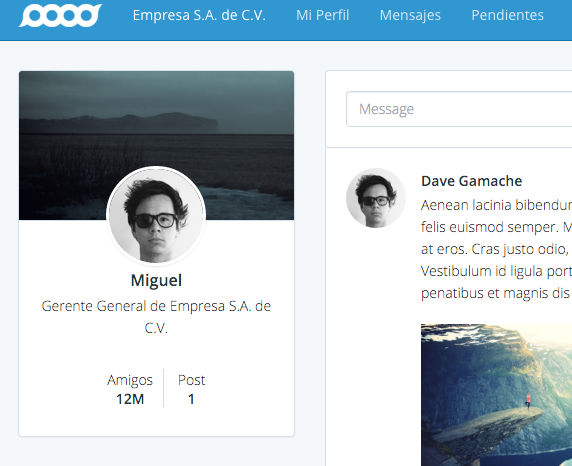 Empresa S.A. de C.V. Mi Perfil Mensajes Pendientes
Message
Miguel
Gerente General de Empresa S.A. de
C.V.
Amigos Post
12M 1
Dave Gamache
Aenean lacinia bibendu
felis euismod semper. M
at eros. Cras justo odio,
Vestibulum id ligula port
penatibus et magnis dis